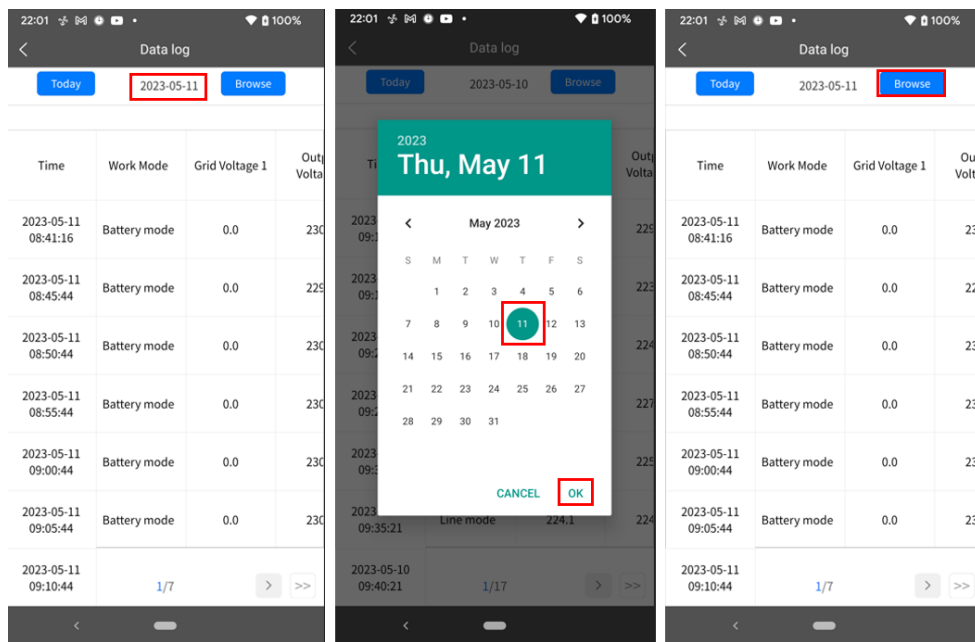 22:01 100%
Data log
Today 2023-05-11 Browse
Time Work Mode Grid Voltage 1
2023-05-11
08:41:16 Battery mode 0.0 230
2023-05-11
08:45:44 Battery mode 0.0 229
2023-05-11
08:50:44 Battery mode 0.0 230
2023-05-11
08:55:44 Battery mode 0.0 230
2023-05-11
09:00:44 Battery mode 0.0 230
2023-05-11
09:05:44 Battery mode 0.0 230
2023-05-11
09:10:44
1/7 > >>
22:01 100%
Data log
Today 2023-05-10 Browse
2023
Thu, May 11
May 2023
S M T W T F S
1 2 3 4 5 6
7 8 9 10 11 12 13
14 15 16 17 18 19 20
21 22 23 24 25 26 27
28 29 30 31
CANCEL OK
229
223
224
227
225
09:35:21 Line mode 224.1 224
2023-05-10
09:40:21
1/17 > >>
22:01 100%
Data log
Today 2023-05-11 Browse
Time Work Mode Grid Voltage 1
2023-05-11
08:41:16 Battery mode 0.0
2023-05-11
08:45:44 Battery mode 0.0
2023-05-11
08:50:44 Battery mode 0.0
2023-05-11
08:55:44 Battery mode 0.0
2023-05-11
09:00:44 Battery mode 0.0
2023-05-11
09:05:44 Battery mode 0.0
2023-05-11
09:10:44
1/7 > >>